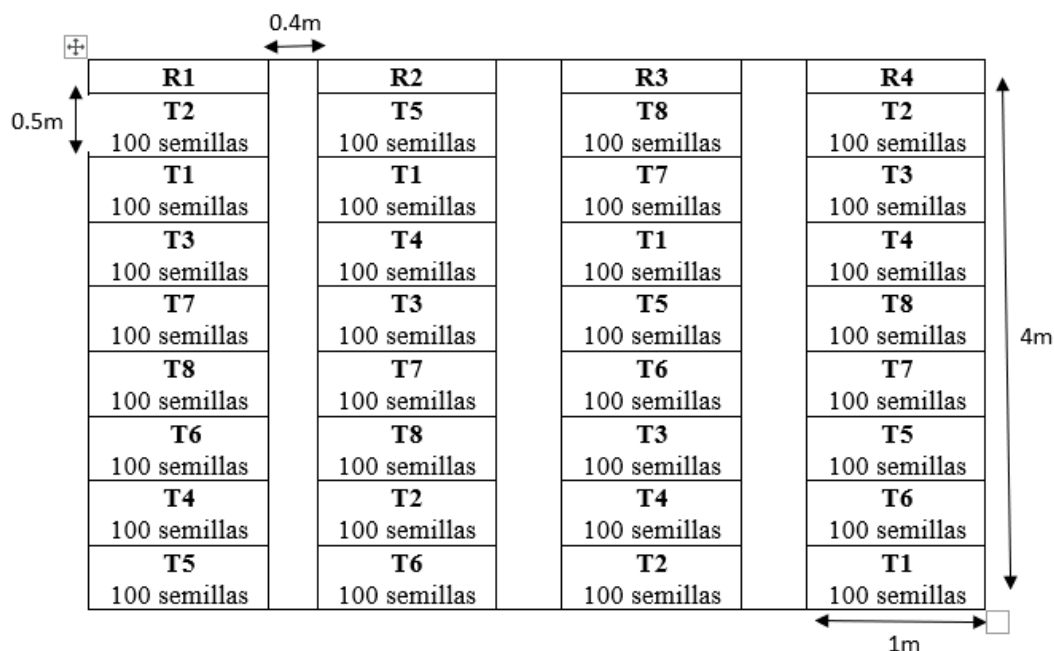 0.4m
R1 R2 R3 R4
0.5m
T2 T5 T8 T2
100 semillas 100 semillas 100 semillas 100 semillas
T1 T1 T7 T3
100 semillas 100 semillas 100 semillas 100 semillas
T3 T4 T1 T4
100 semillas 100 semillas 100 semillas 100 semillas
T7 T3 T5 T8
100 semillas 100 semillas 100 semillas 100 semillas
4m
T8 T7 T6 T7
100 semillas 100 semillas 100 semillas 100 semillas
T6 T8 T3 T5
100 semillas 100 semillas 100 semillas 100 semillas
T4 T2 T4 T6
100 semillas 100 semillas 100 semillas 100 semillas
T5 T6 T2 T1
100 semillas 100 semillas 100 semillas 100 semillas
1m